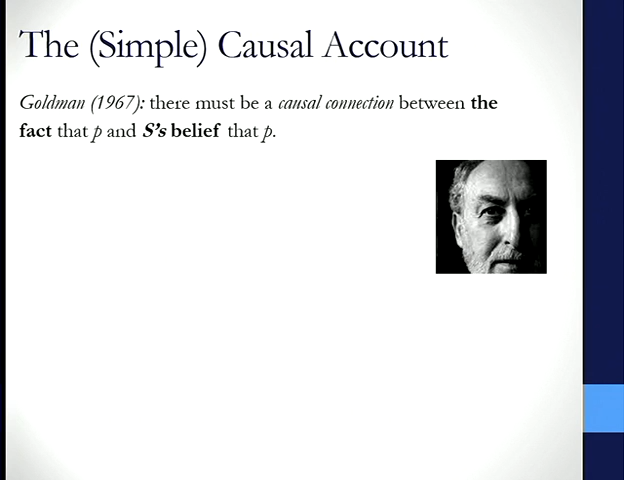 The (Simple) Causal Account
Goldman (1967): there must be a causal connection between the
fact that p and S's belief that p.